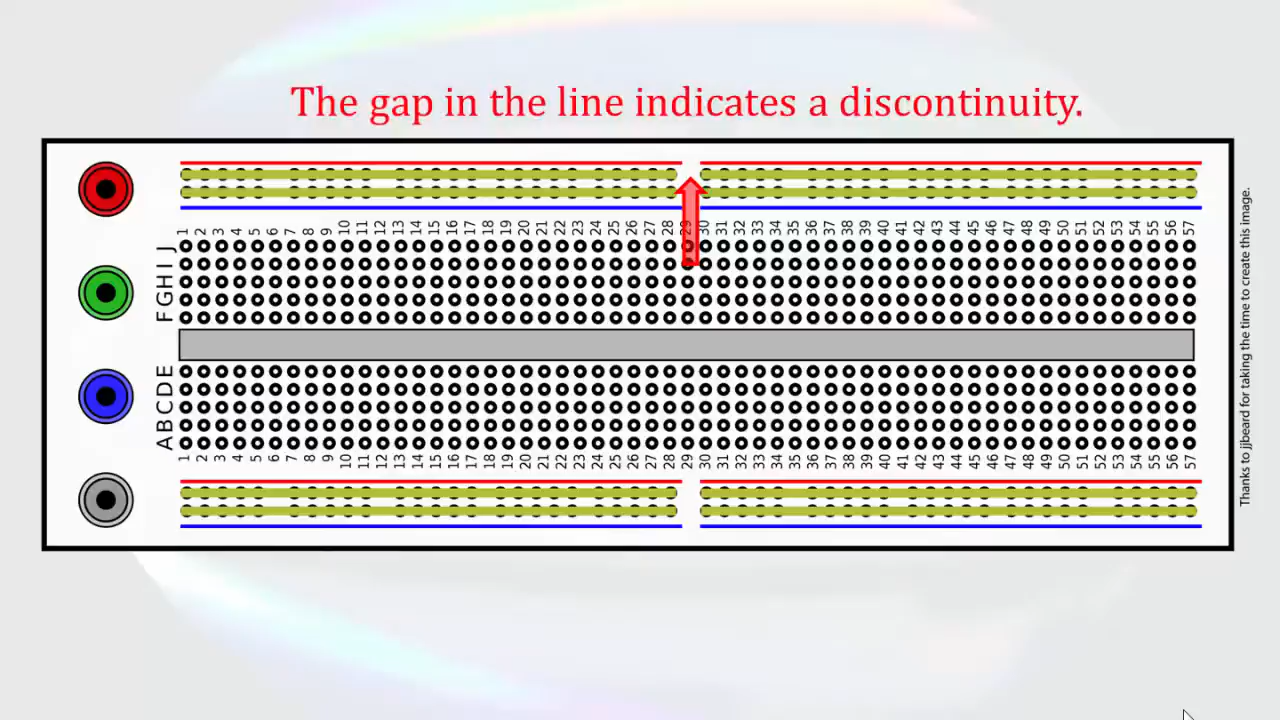 The gap in the line indicates a discontinuity.
1 2 3 4 5 6 7 8 9 10 11 12 13 14 15 16 17 18 19 20 21 22 23 24 25 26 27 28 29 30 31 32 33 34 35 36 37 38 39 40 41 42 43 44 45 46 47 48 49 50 51 52 53 54 55 56 57
FGHI J
ABCDE
1 2 3 4 5 6 7 8 9 10 11 12 13 14 15 16 17 18 19 20 21 22 23 24 25 26 27 28 29 30 31 32 33 34 35 36 37 38 39 40 41 42 43 44 45 46 47 48 49 50 51 52 53 54 55 56 57
Thanks to jjbeard for taking the time to create this image.